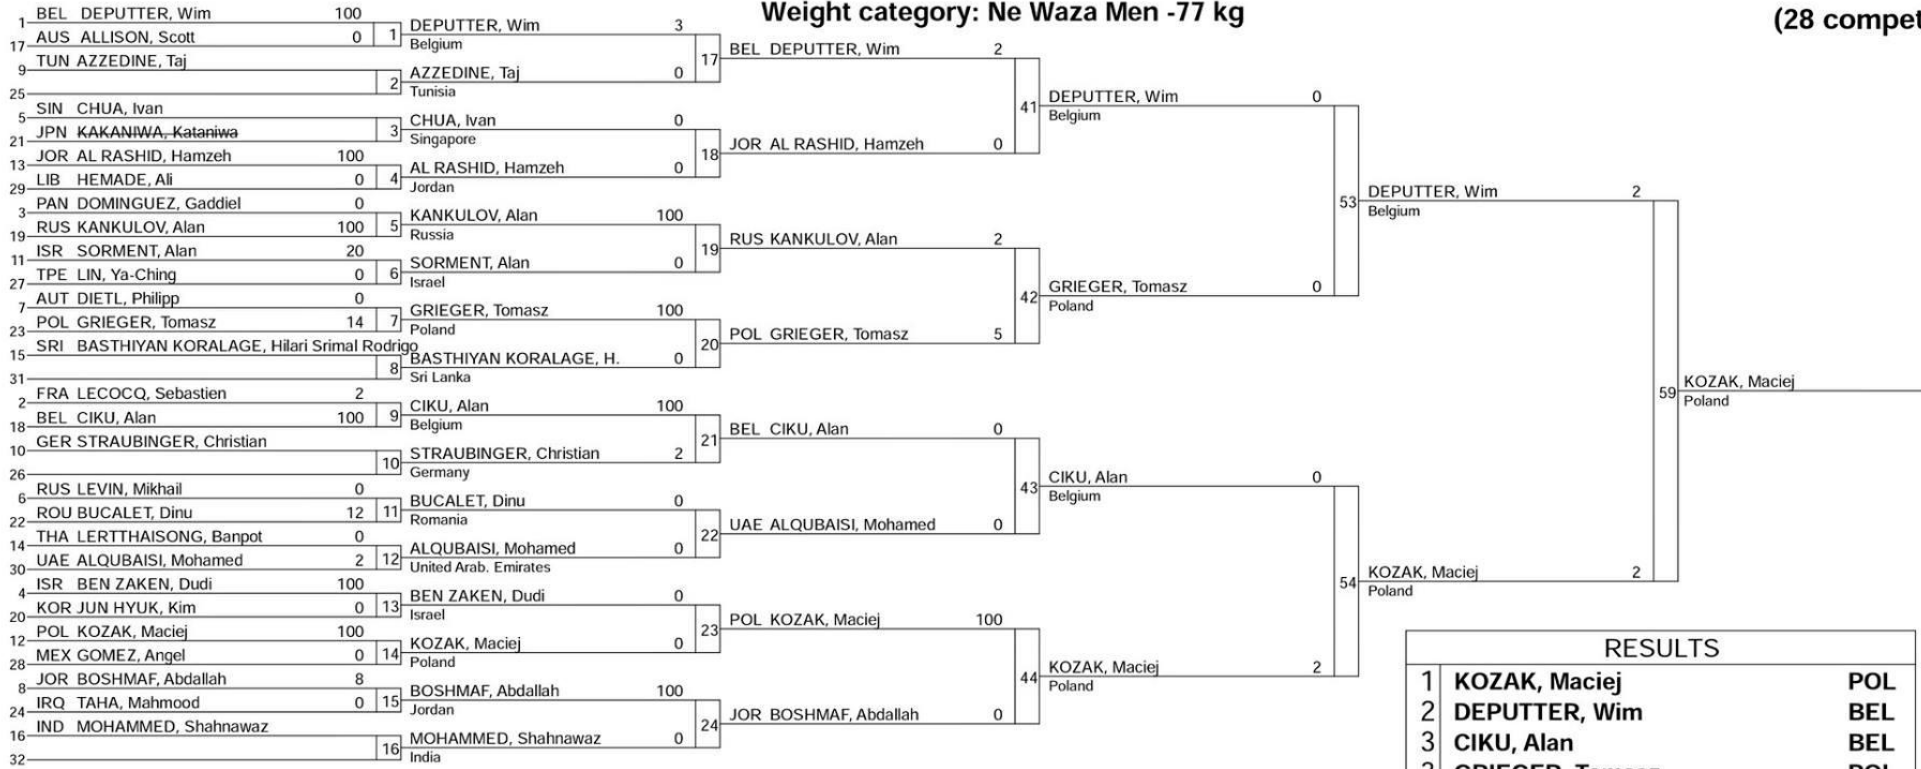 Weight category: Ne Waza Men -77 kg
(28 compet
1 BEL DEPUTTER, Wim 100
17 AUS ALLISON, Scott 0
1
9 TUN AZZEDINE, Taj
25
2
5 SIN CHUA, Ivan
21 JPN KAKANIWA, Kataniwa
3
13 JOR AL RASHID, Hamzeh 100
29 LIB HEMADE, Ali 0
4
3 PAN DOMINGUEZ, Gaddiel 0
19 RUS KANKULOV, Alan 100
5
11 ISR SORMENT, Alan 20
27 TPE LIN, Ya-Ching 0
6
7 AUT DIETL, Philipp 0
23 POL GRIEGER, Tomasz 14
7
15 SRI BASTHIYAN KORALAGE, Hilari Srimal Rodrigo
31
8
2 FRA LECOCQ, Sebastien 2
18 BEL CIKU, Alan 100
9
10 GER STRAUBINGER, Christian
26
10
6 RUS LEVIN, Mikhail 0
22 ROU BUCALET, Dinu 12
11
14 THA LERTTHAISONG, Banpot 0
30 UAE ALQUBAISI, Mohamed 2
12
4 ISR BEN ZAKEN, Dudi 100
20 KOR JUN HYUK, Kim 0
13
12 POL KOZAK, Maciej 100
28 MEX GOMEZ, Angel 0
14
8 JOR BOSHMAF, Abdallah 8
24 IRQ TAHA, Mahmood 0
15
16 IND MOHAMMED, Shahnawaz
32
16
DEPUTTER, Wim 3
Belgium
AZZEDINE, Taj 0
Tunisia
17
CHUA, Ivan 0
Singapore
AL RASHID, Hamzeh 0
Jordan
18
KANKULOV, Alan 100
Russia
SORMENT, Alan 0
Israel
19
GRIEGER, Tomasz 100
Poland
BASTHIYAN KORALAGE, H. 0
Sri Lanka
20
CIKU, Alan 100
Belgium
STRAUBINGER, Christian 2
Germany
21
BUCALET, Dinu 0
Romania
ALQUBAISI, Mohamed 0
United Arab. Emirates
22
BEN ZAKEN, Dudi 0
Israel
KOZAK, Maciej 0
Poland
23
BOSHMAF, Abdallah 100
Jordan
MOHAMMED, Shahnawaz 0
India
24
BEL DEPUTTER, Wim 2
JOR AL RASHID, Hamzeh 0
41
RUS KANKULOV, Alan 2
POL GRIEGER, Tomasz 5
42
BEL CIKU, Alan 0
UAE ALQUBAISI, Mohamed 0
43
POL KOZAK, Maciej 100
JOR BOSHMAF, Abdallah 0
44
DEPUTTER, Wim 0
Belgium
GRIEGER, Tomasz 0
Poland
53
CIKU, Alan 0
Belgium
KOZAK, Maciej 2
Poland
54
DEPUTTER, Wim 2
Belgium
KOZAK, Maciej 2
Poland
59
KOZAK, Maciej
Poland
RESULTS
1 KOZAK, Maciej POL
2 DEPUTTER, Wim BEL
3 CIKU, Alan BEL
3 GRIEGER, Tomasz POL